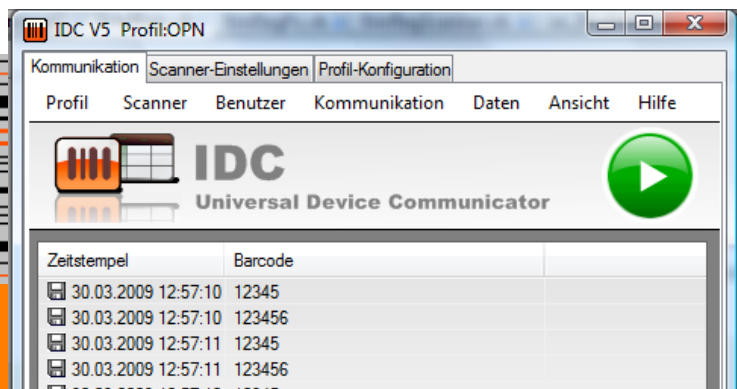 IDC V5 Profil:OPN
Kommunikation Scanner-Einstellungen Profil-Konfiguration
Profil Scanner Benutzer Kommunikation Daten Ansicht Hilfe
IDC
Universal Device Communicator
Zeitstempel Barcode
30.03.2009 12:57:10 12345
30.03.2009 12:57:10 123456
30.03.2009 12:57:11 12345
30.03.2009 12:57:11 123456